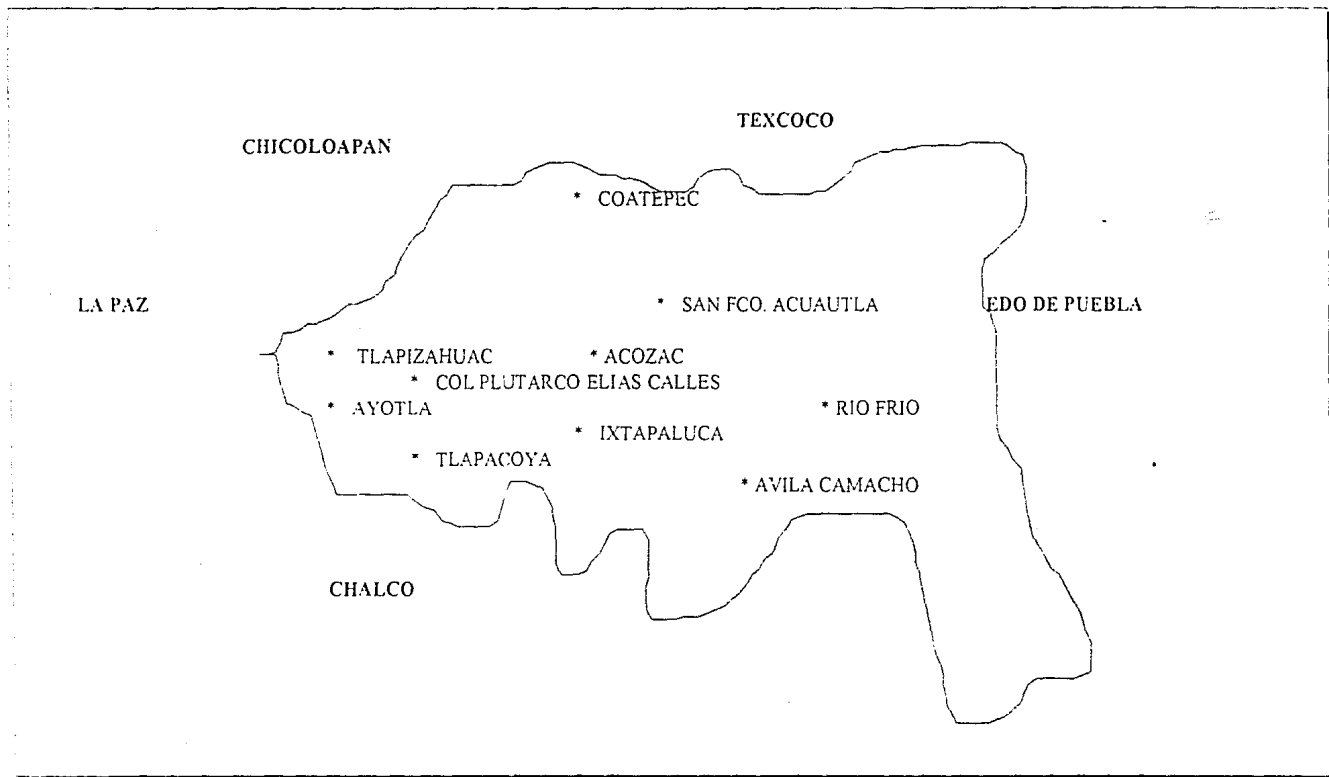 TEXCOCO
CHICOLOAPAN
* COATEPEC
LA PAZ
* SAN FCO. ACUAUTLA
EDO DE PUEBLA
* TLAPIZAHUAC
* ACOZAC
* COL PLUTARCO ELIAS CALLES
* AYOTLA
* RIO FRIO
* IXTAPALUCA
* TLAPACOYA
* AVILA CAMACHO
CHALCO